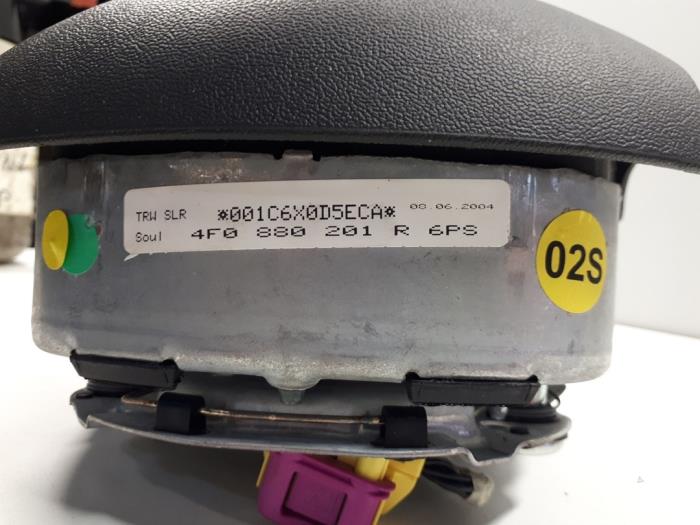 TRW SLR *001C6X0D5ECA* 08.06.2004
Soul 4F0 880 201 R 6PS
02S